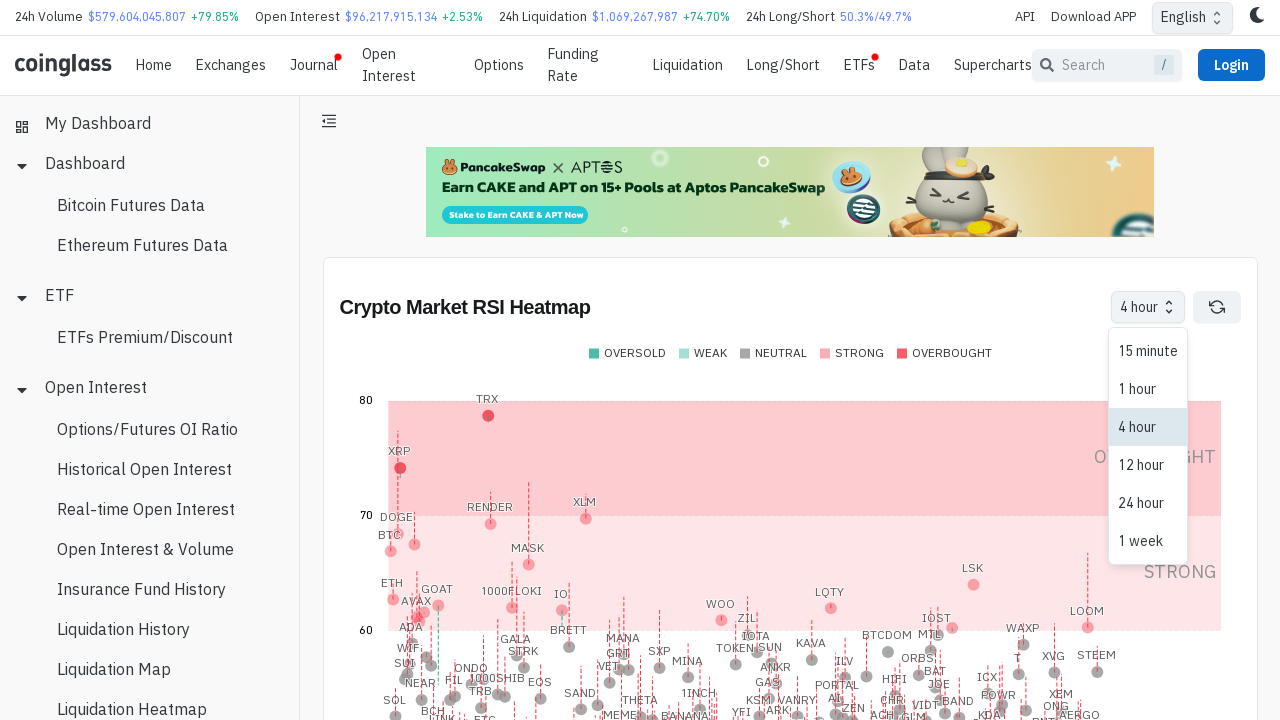 24h Volume $579,604,045,807 +79.85% Open Interest $96,217,915,134 +2.53% 24h Liquidation $1,069,267,987 +74.70% 24h Long/Short 50.3%/49.7% API Download APP English
coinglass Home Exchanges Journal Open Interest Options Funding Rate Liquidation Long/Short ETFs Data Supercharts Search / Login
My Dashboard
Dashboard
Bitcoin Futures Data
Ethereum Futures Data
ETF
ETFs Premium/Discount
Open Interest
Options/Futures OI Ratio
Historical Open Interest
Real-time Open Interest
Open Interest & Volume
Insurance Fund History
Liquidation History
Liquidation Map
Liquidation Heatmap
PancakeSwap X APTOS
Earn CAKE and APT on 15+ Pools at Aptos PancakeSwap
Stake to Earn CAKE & APT Now
Crypto Market RSI Heatmap
4 hour
15 minute
1 hour
4 hour
12 hour
24 hour
1 week
OVERSOLD WEAK NEUTRAL STRONG OVERBOUGHT
80
TRX
XRP
RENDER XLM
70
DOGE
BTC
MASK
STRONG
LSK
ETH GOAT 1000FLOKI IO LQTY
AVAX WOO LOOM
60
ADA BRETT ZIL IOST WAXP
GALA MANA IOTA BTCDOM MTL
WIF STRK GRT SXP TOKEN SUN KAVA
SUI ONDO VET MINA ANKR ILV ORBS T XVG STEEM
NEAR FIL 1000SHIB EOS GAS PORTAL HIFI BAT JOE ICX
SOL TRB SAND THETA 1INCH KSM VANRY CHR BAND POWR XEM
BCH MEME BANANA YFI ARK ZEN ACH VIDT KDA ONG AERGO